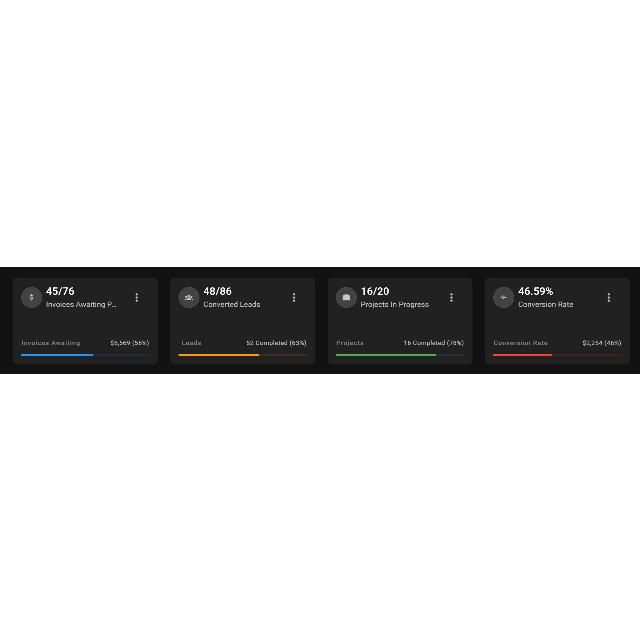 45/76
Invoices Awaiting P...
Invoices Awaiting $5,569 (56%)
48/86
Converted Leads
Leads 52 Completed (63%)
16/20
Projects In Progress
Projects 16 Completed (78%)
46.59%
Conversion Rate
Conversion Rate $2,254 (46%)